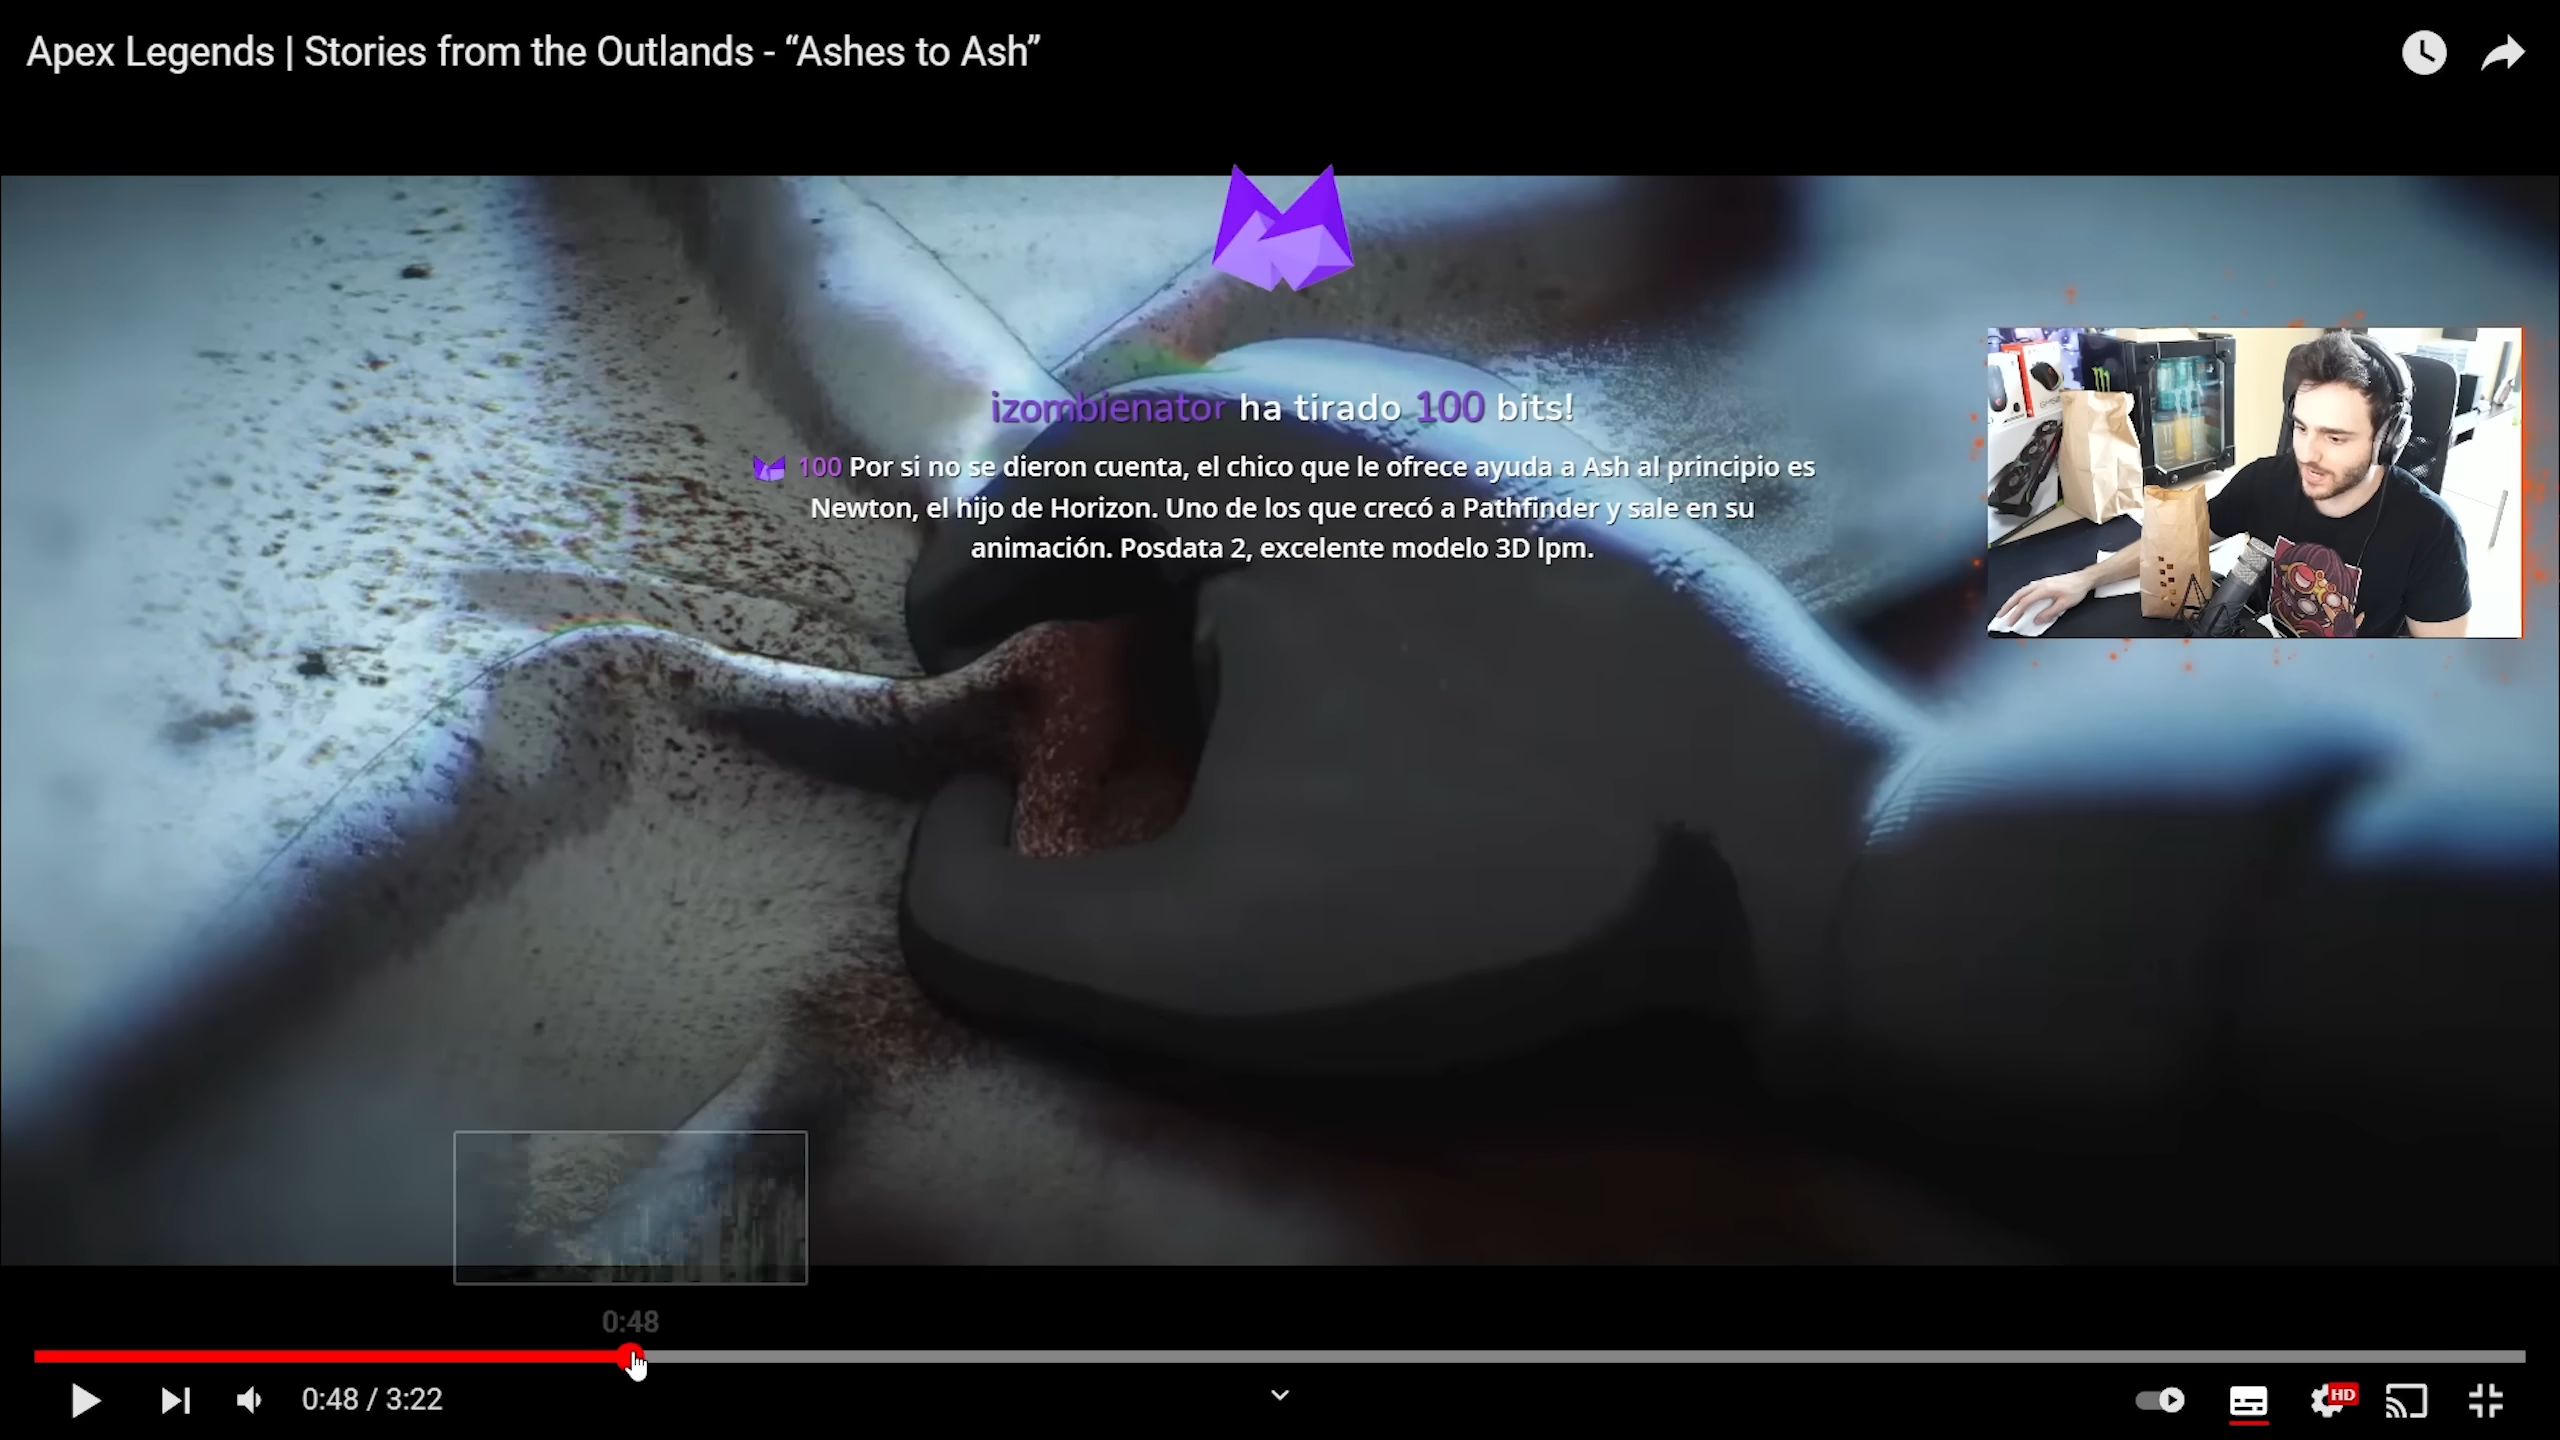 Apex Legends | Stories from the Outlands - “Ashes to Ash”
izombienator ha tirado 100 bits!
100 Por si no se dieron cuenta, el chico que le ofrece ayuda a Ash al principio es
Newton, el hijo de Horizon. Uno de los que crecó a Pathfinder y sale en su
animación. Posdata 2, excelente modelo 3D lpm.
0:48
0:48 / 3:22
HD